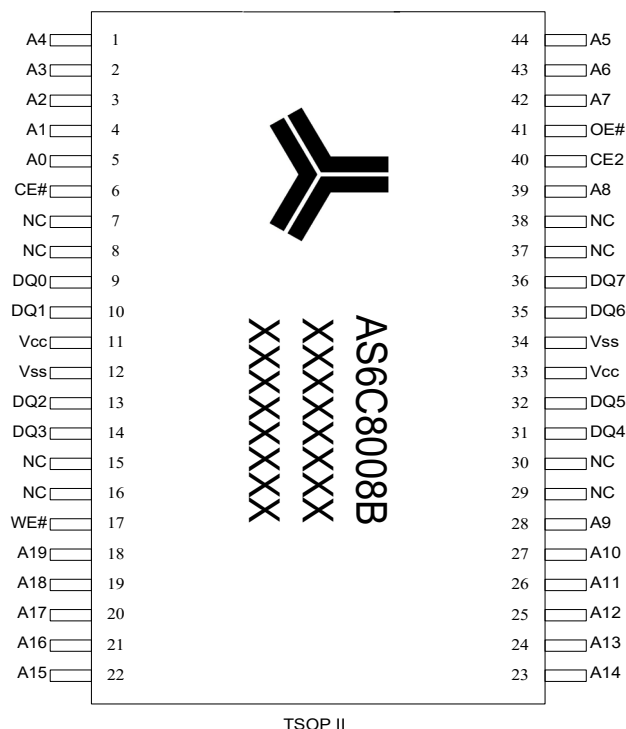 A4 1 44 A5
A3 2 43 A6
A2 3 42 A7
A1 4 41 OE#
A0 5 40 CE2
CE# 6 39 A8
NC 7 38 NC
NC 8 37 NC
DQ0 9 36 DQ7
DQ1 10 35 DQ6
Vcc 11 34 Vss
Vss 12 33 Vcc
DQ2 13 32 DQ5
DQ3 14 31 DQ4
NC 15 30 NC
NC 16 29 NC
WE# 17 28 A9
A19 18 27 A10
A18 19 26 A11
A17 20 25 A12
A16 21 24 A13
A15 22 23 A14
AS6C8008B
XXXXXXXX
XXXXXXXX
TSOP II